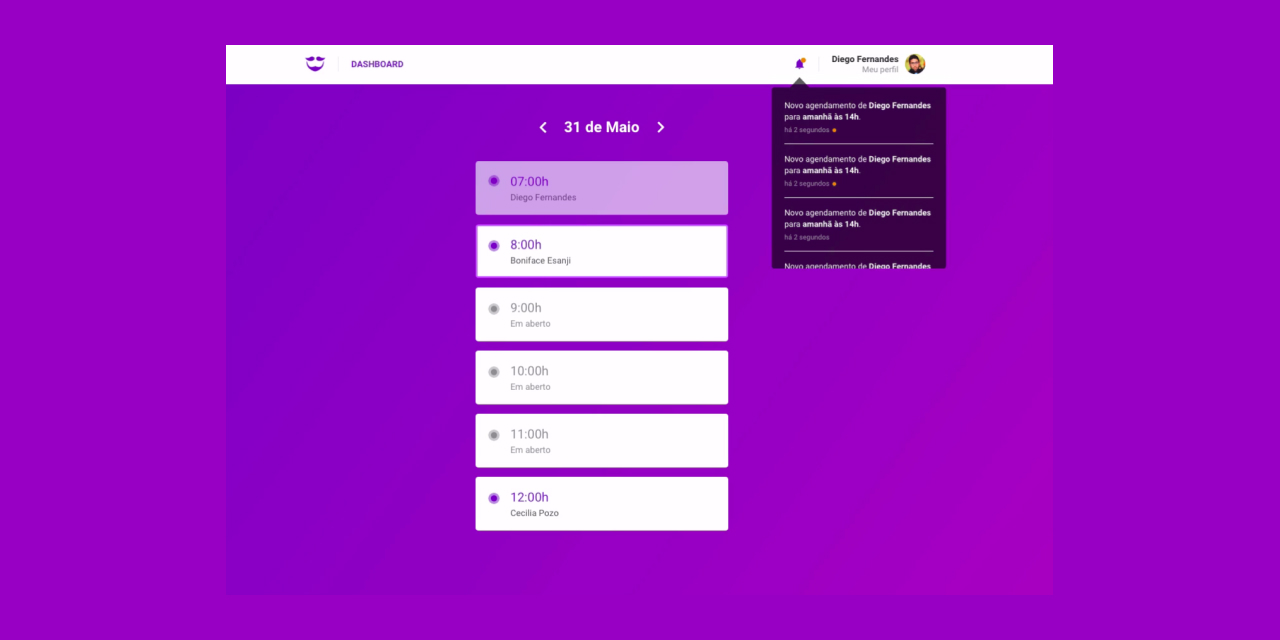 DASHBOARD
Diego Fernandes
Meu perfil
31 de Maio
07:00h
Diego Fernandes
8:00h
Boniface Esanji
9:00h
Em aberto
10:00h
Em aberto
11:00h
Em aberto
12:00h
Cecilia Pozo
Novo agendamento de Diego Fernandes
para amanhã às 14h.
há 2 segundos
Novo agendamento de Diego Fernandes
para amanhã às 14h.
há 2 segundos
Novo agendamento de Diego Fernandes
para amanhã às 14h.
há 2 segundos
Novo agendamento de Diego Fernandes